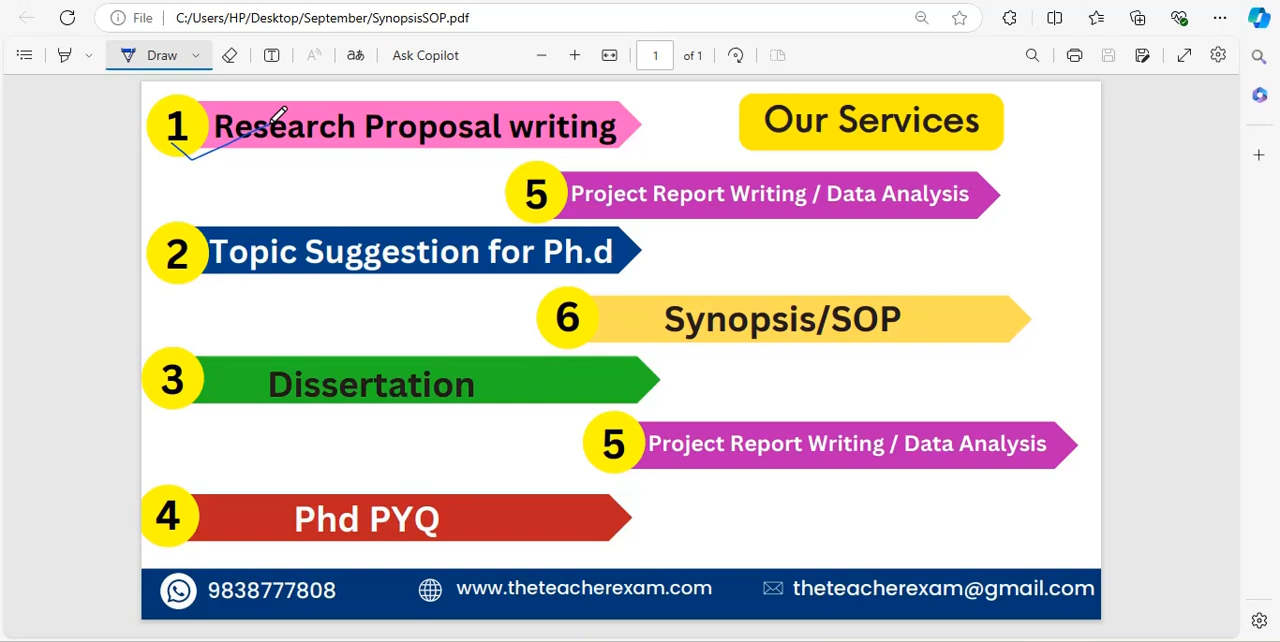 File
C:/Users/HP/Desktop/September/SynopsisSOP.pdf
Draw
aあ
Ask Copilot
1
of 1
1
Research Proposal writing
Our Services
5
Project Report Writing / Data Analysis
2
Topic Suggestion for Ph.d
6
Synopsis/SOP
3
Dissertation
5
Project Report Writing / Data Analysis
4
Phd PYQ
9838777808
www.theteacherexam.com
theteacherexam@gmail.com